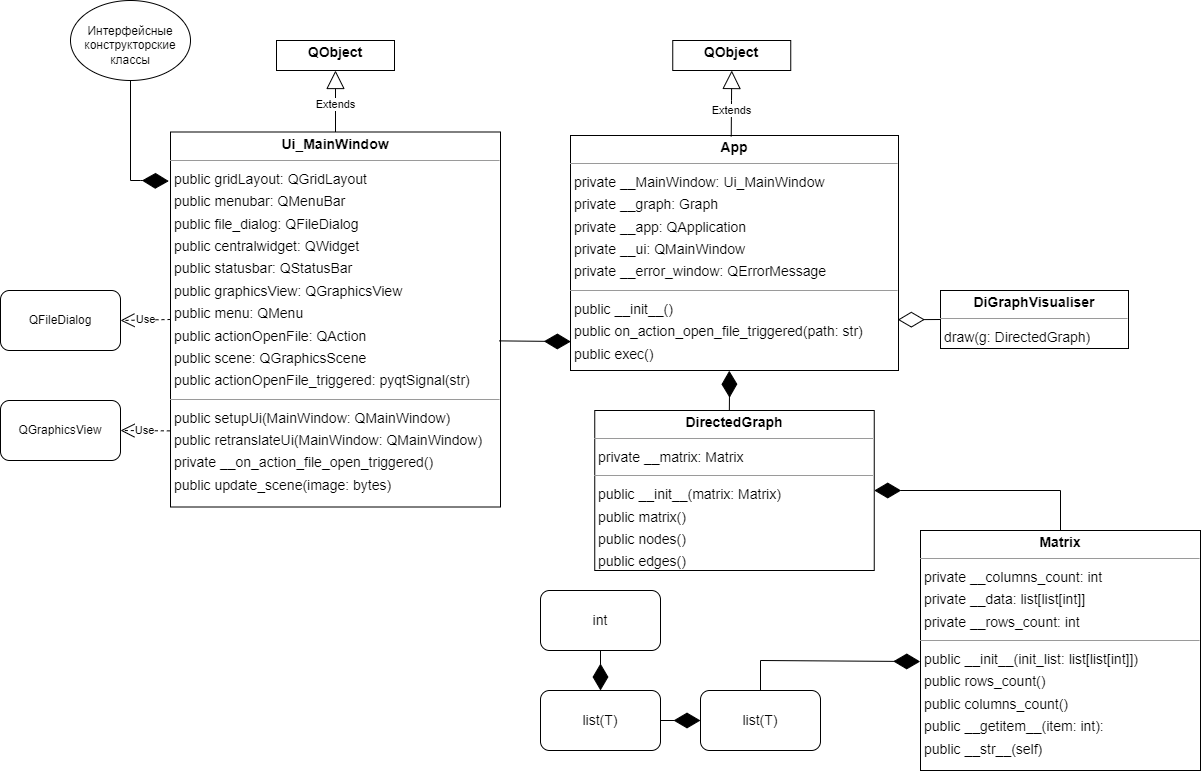 Интерфейсные
конструкторские
классы
QObject
Extends
Ui_MainWindow
public gridLayout: QGridLayout
public menubar: QMenuBar
public file_dialog: QFileDialog
public centralwidget: QWidget
public statusbar: QStatusBar
public graphicsView: QGraphicsView
public menu: QMenu
public actionOpenFile: QAction
public scene: QGraphicsScene
public actionOpenFile_triggered: pyqtSignal(str)
public setupUi(MainWindow: QMainWindow)
public retranslateUi(MainWindow: QMainWindow)
private __on_action_file_open_triggered()
public update_scene(image: bytes)
QFileDialog
Use
QGraphicsView
Use
QObject
Extends
App
private __MainWindow: Ui_MainWindow
private __graph: Graph
private __app: QApplication
private __ui: QMainWindow
private __error_window: QErrorMessage
public __init__()
public on_action_open_file_triggered(path: str)
public exec()
DiGraphVisualiser
draw(g: DirectedGraph)
DirectedGraph
private __matrix: Matrix
public __init__(matrix: Matrix)
public matrix()
public nodes()
public edges()
Matrix
private __columns_count: int
private __data: list[list[int]]
private __rows_count: int
public __init__(init_list: list[list[int]])
public rows_count()
public columns_count()
public __getitem__(item: int):
public __str__(self)
int
list(T)
list(T)